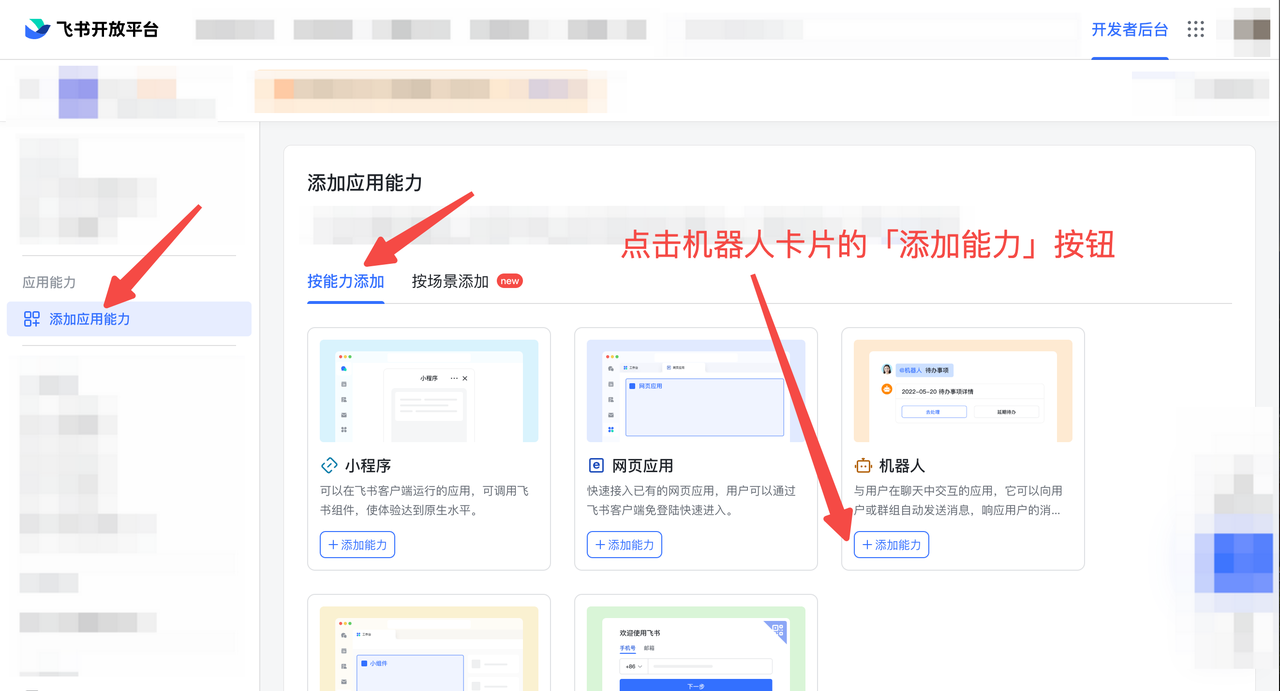 飞书开放平台
开发者后台
添加应用能力
点击机器人卡片的「添加能力」按钮
按能力添加
按场景添加
new
应用能力
添加应用能力
小程序
工作台
网页应用
网页应用
@机器人 待办事项
2022-05-20 待办事项详情
去处理
延期待办
小程序
可以在飞书客户端运行的应用，可调用飞
书组件，使体验达到原生水平。
+ 添加能力
网页应用
快速接入已有的网页应用，用户可以通过
飞书客户端免登陆快速进入。
+ 添加能力
机器人
与用户在聊天中交互的应用，它可以向用
户或群组自动发送消息，响应用户的消...
+ 添加能力
工作台
小组件
欢迎使用飞书
手机号
邮箱
+86
下一步